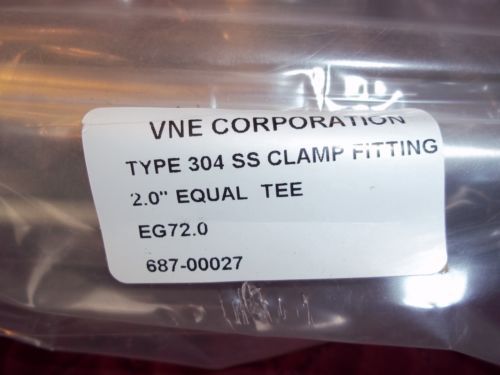 VNE CORPORATION
TYPE 304 SS CLAMP FITTING
2.0" EQUAL TEE
EG72.0
687-00027